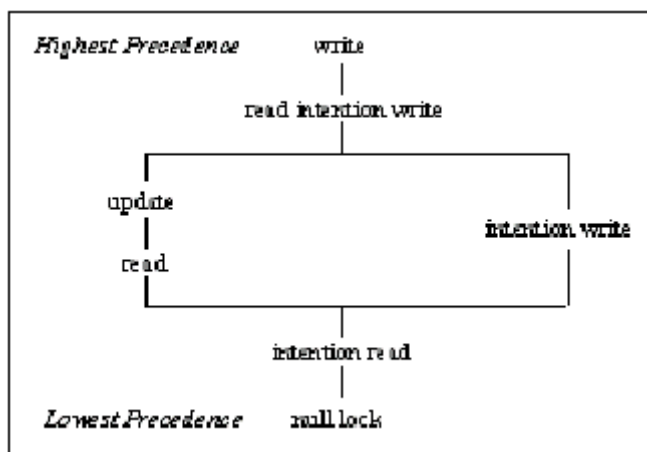 Highest Precedence write
read intention write
update
intention write
read
intention read
Lowest Precedence null lock